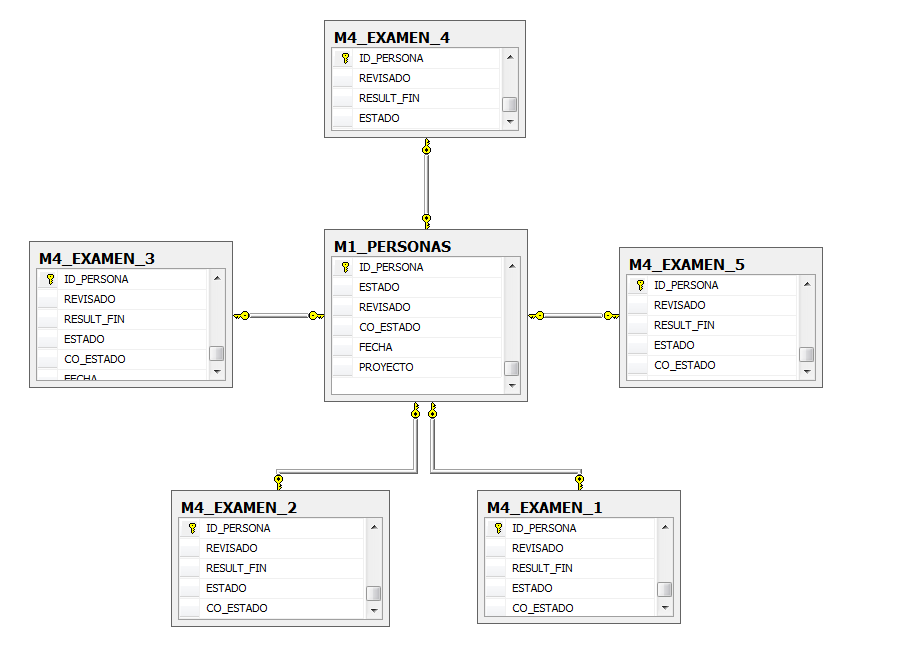 M4_EXAMEN_4
ID_PERSONA
REVISADO
RESULT_FIN
ESTADO
M4_EXAMEN_3
ID_PERSONA
REVISADO
RESULT_FIN
ESTADO
CO_ESTADO
FECHA
M1_PERSONAS
ID_PERSONA
ESTADO
REVISADO
CO_ESTADO
FECHA
PROYECTO
M4_EXAMEN_5
ID_PERSONA
REVISADO
RESULT_FIN
ESTADO
CO_ESTADO
M4_EXAMEN_2
ID_PERSONA
REVISADO
RESULT_FIN
ESTADO
CO_ESTADO
M4_EXAMEN_1
ID_PERSONA
REVISADO
RESULT_FIN
ESTADO
CO_ESTADO